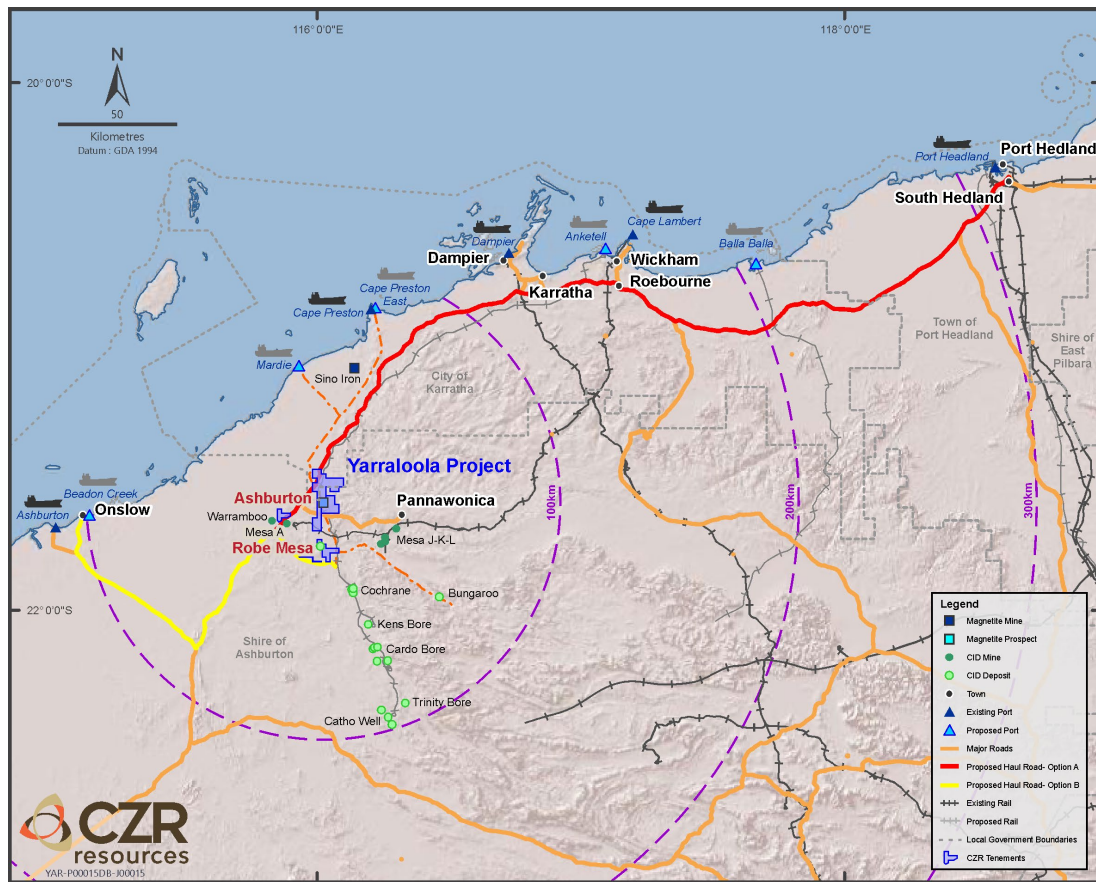 116°0'0"E
118°0'0"E
N
20°0'0"S
50
Kilometres
Datum : GDA 1994
Port Headland
Port Hedland
South Hedland
Cape Lambert
Anketell
Balla Balla
Dampier
Dampier
Wickham
Karratha
Roebourne
Cape Preston
East
Cape Preston
Mardie
Sino Iron
City of
Karratha
Town of
Port Headland
Shire of
East
Pilbara
Yarraloola Project
Beadon Creek
Ashburton
Onslow
Ashburton
Warramboo
Mesa A
Pannawonica
Mesa J-K-L
Robe Mesa
100km
200km
300km
Cochrane
Bungaroo
22°0'0"S
Kens Bore
Shire of
Ashburton
Cardo Bore
Trinity Bore
Catho Well
Legend
Magnetite Mine
Magnetite Prospect
CID Mine
CID Deposit
Town
Existing Port
Proposed Port
Major Roads
Proposed Haul Road- Option A
Proposed Haul Road- Option B
Existing Rail
Proposed Rail
Local Government Boundaries
CZR Tenements
CZR
resources
YAR-P00015DB-J00015